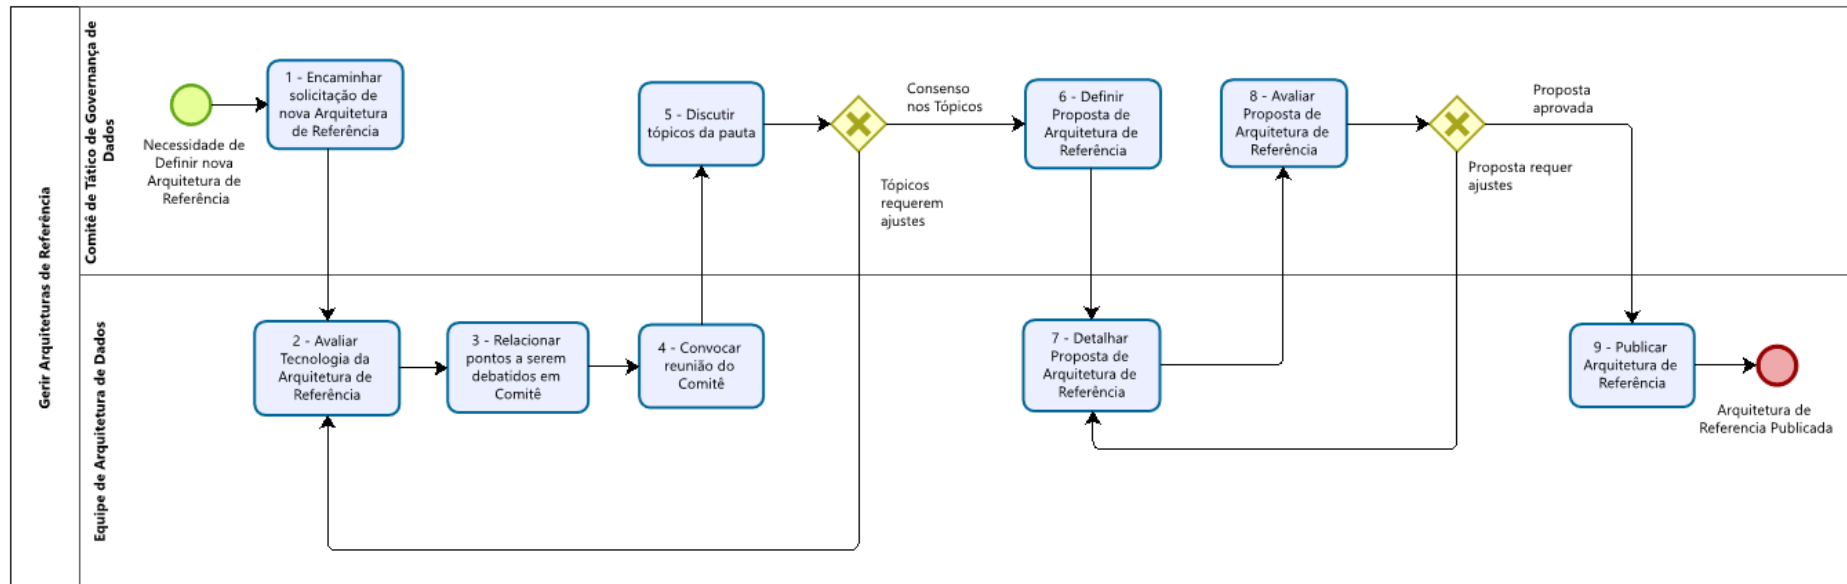 Gerir Arquiteturas de Referência
Comitê de Tático de Governança de
Dados
Necessidade de
Definir nova
Arquitetura de
Referência
1 - Encaminhar
solicitação de
nova Arquitetura
de Referência
5 - Discutir
tópicos da pauta
Consenso
nos Tópicos
Tópicos
requerem
ajustes
6 - Definir
Proposta de
Arquitetura de
Referência
8 - Avaliar
Proposta de
Arquitetura de
Referência
Proposta
aprovada
Proposta requer
ajustes
Equipe de Arquitetura de Dados
2 - Avaliar
Tecnologia da
Arquitetura de
Referência
3 - Relacionar
pontos a serem
debatidos em
Comitê
4 - Convocar
reunião do
Comitê
7 - Detalhar
Proposta de
Arquitetura de
Referência
9 - Publicar
Arquitetura de
Referência
Arquitetura de
Referencia Publicada